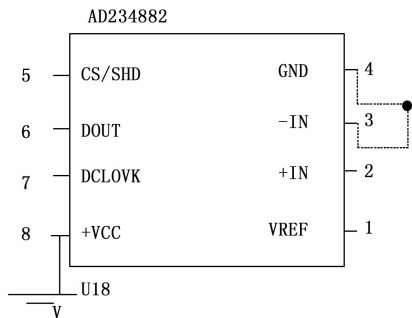 AD234882
5 CS/SHD GND 4
6 DOUT -IN 3
7 DCLOVK +IN 2
8 +VCC VREF 1
U18
V